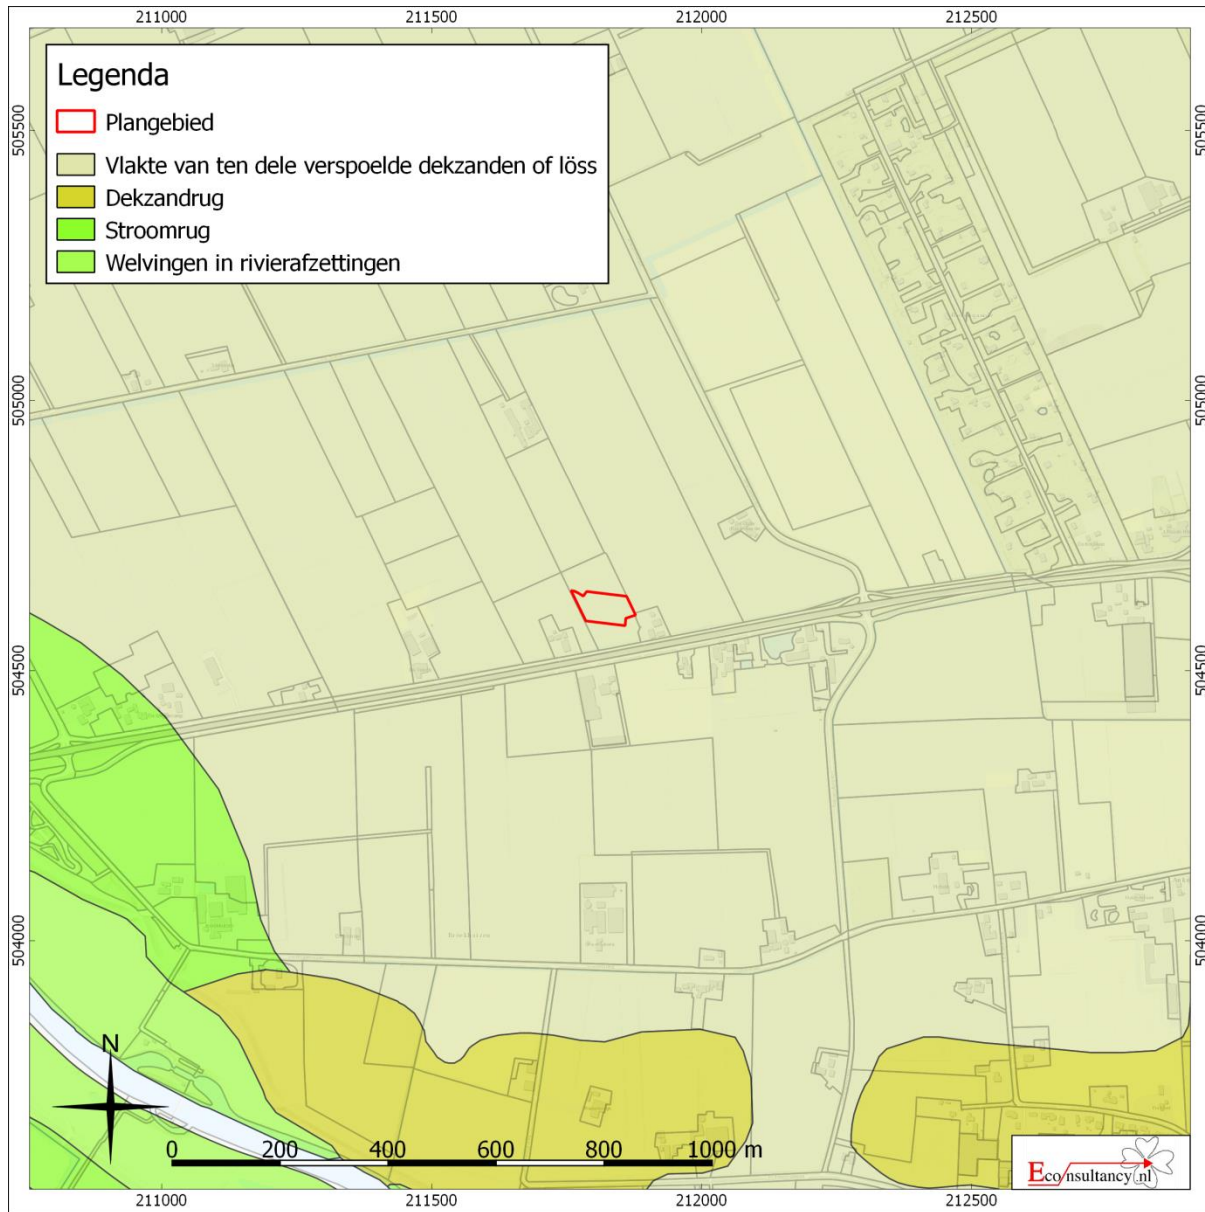 211000 211500 212000 212500
Legenda
Plangebied
Vlakte van ten dele verspoelde dekzanden of löss
Dekzandrug
Stroomrug
Welvingen in rivierafzettingen
505500 505500
505000 505000
504500 504500
504000 504000
N
0 200 400 600 800 1000 m
Econsultancy.nl
211000 211500 212000 212500